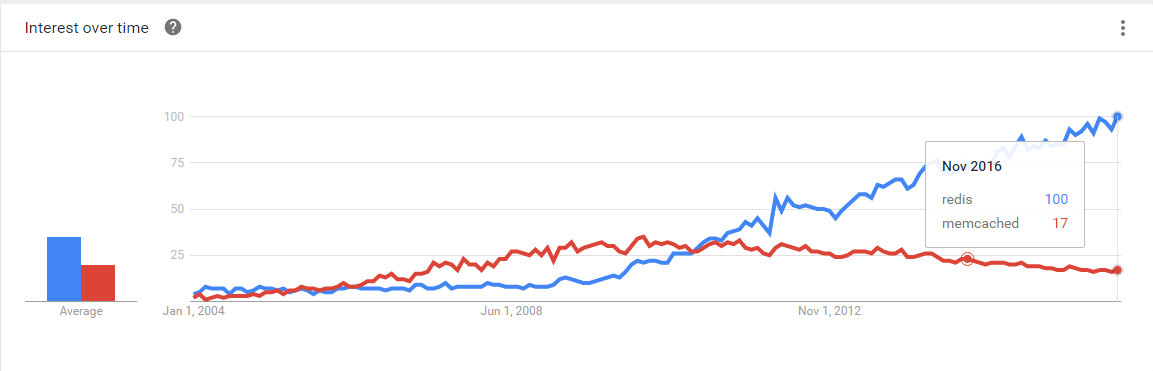 Interest over time ?
100
75
50
25
Average
Jan 1, 2004
Jun 1, 2008
Nov 1, 2012
Nov 2016
redis 100
memcached 17